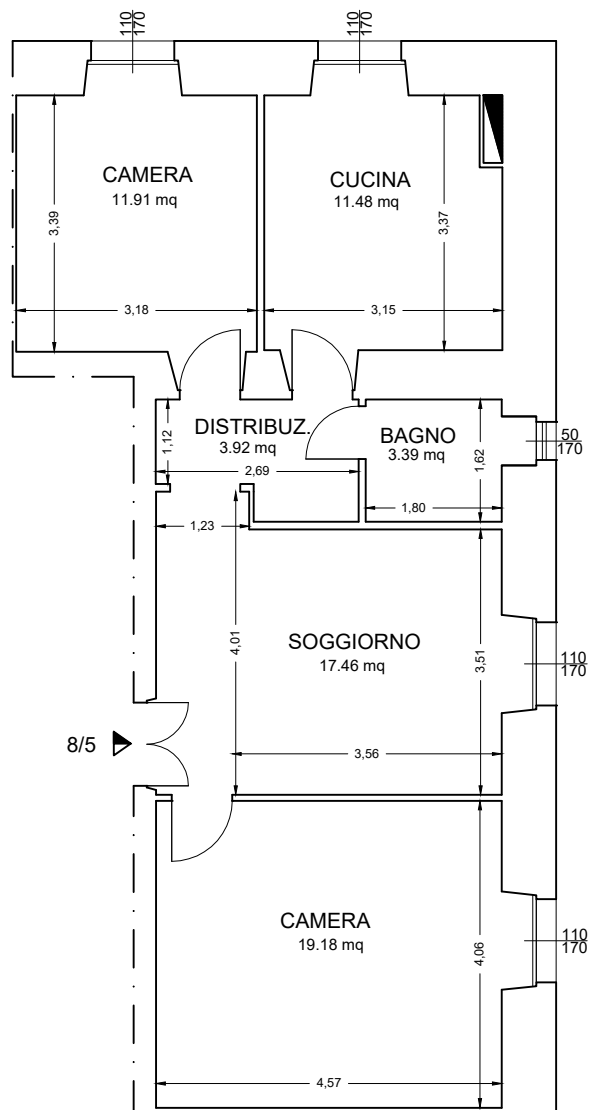 110
170
110
170
CAMERA
11.91 mq
CUCINA
11.48 mq
3,39
3,37
3,18
3,15
DISTRIBUZ.
3.92 mq
BAGNO
3.39 mq
50
170
1,12
1,62
2,69
1,80
1,23
SOGGIORNO
17.46 mq
4,01
3,51
110
170
8/5
3,56
CAMERA
19.18 mq
110
170
4,06
4,57